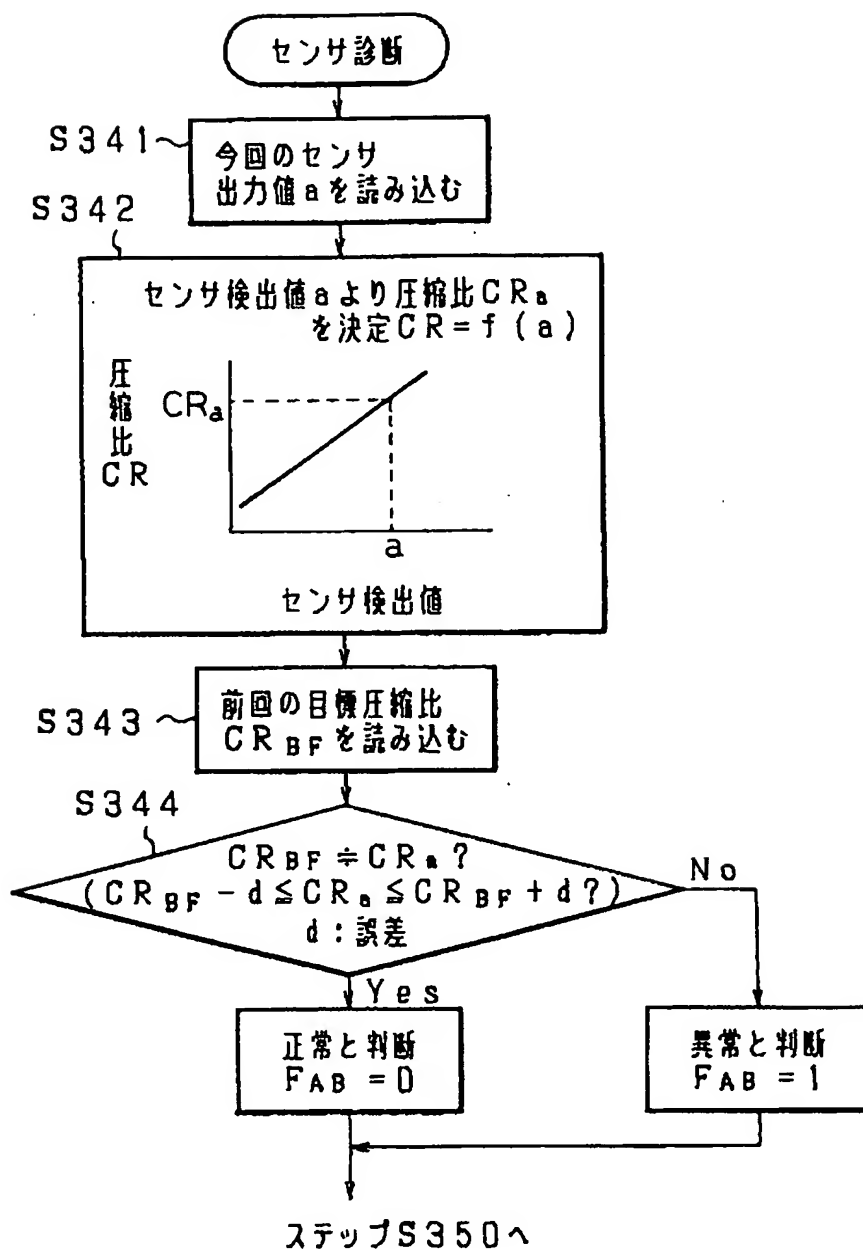 センサ診断
S341
今回のセンサ
出力値aを読み込む
S342
センサ検出値aより圧縮比CRa
を決定CR=f(a)
圧縮比CR
CRa
a
センサ検出値
S343
前回の目標圧縮比
CRBFを読み込む
S344
CRBF≒CRa?
(CRBF-d≦CRa≦CRBF+d?)
d:誤差
No
Yes
正常と判断
FAB=0
異常と判断
FAB=1
ステップS350へ